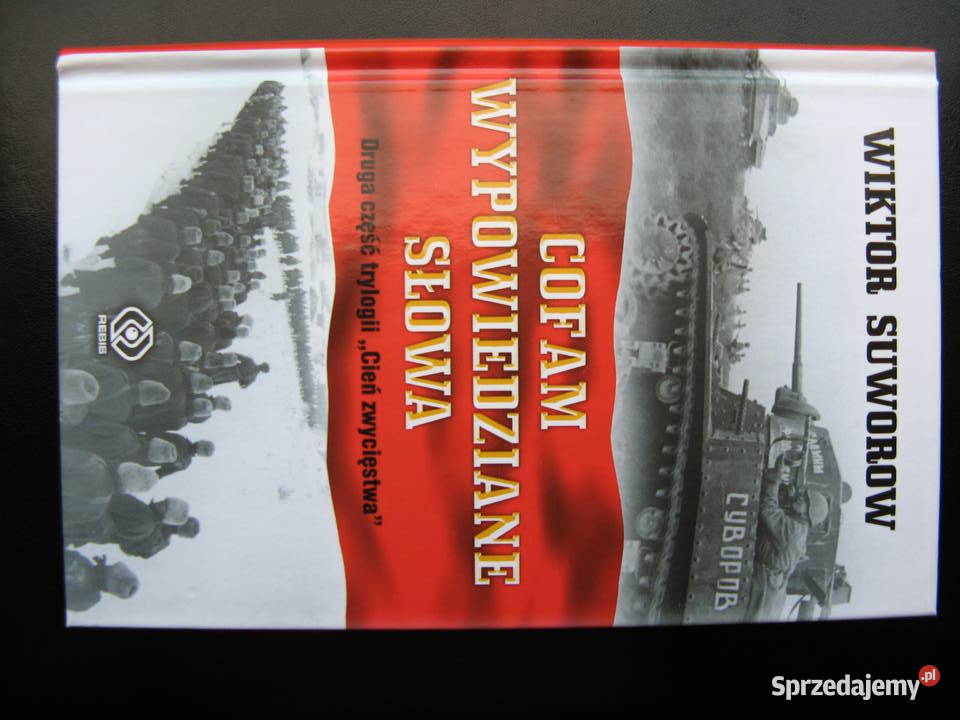 WIKTOR SUWOROW
СУВОРОВ
COFAM
WYPOWIEDZIANE
SŁOWA
Druga część trylogii „Cień zwycięstwa”
REBIS
Sprzedajemy.pl